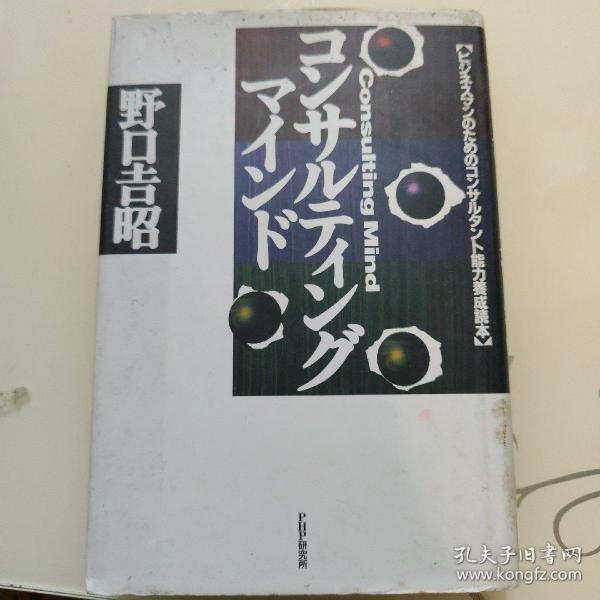 【ビジネスマンのためのコンサルタント能力養成読本】
コンサルティング
マインド
Consulting Mind
野口吉昭
PHP研究所
孔夫子旧书网
www.kongfz.com